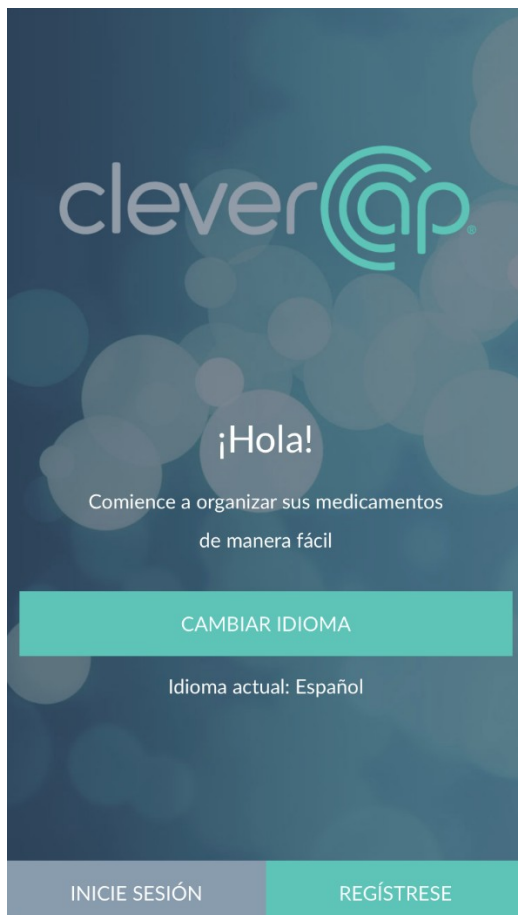 cleverCap®
¡Hola!
Comience a organizar sus medicamentos
de manera fácil
CAMBIAR IDIOMA
Idioma actual: Español
INICIE SESIÓN
REGÍSTRESE